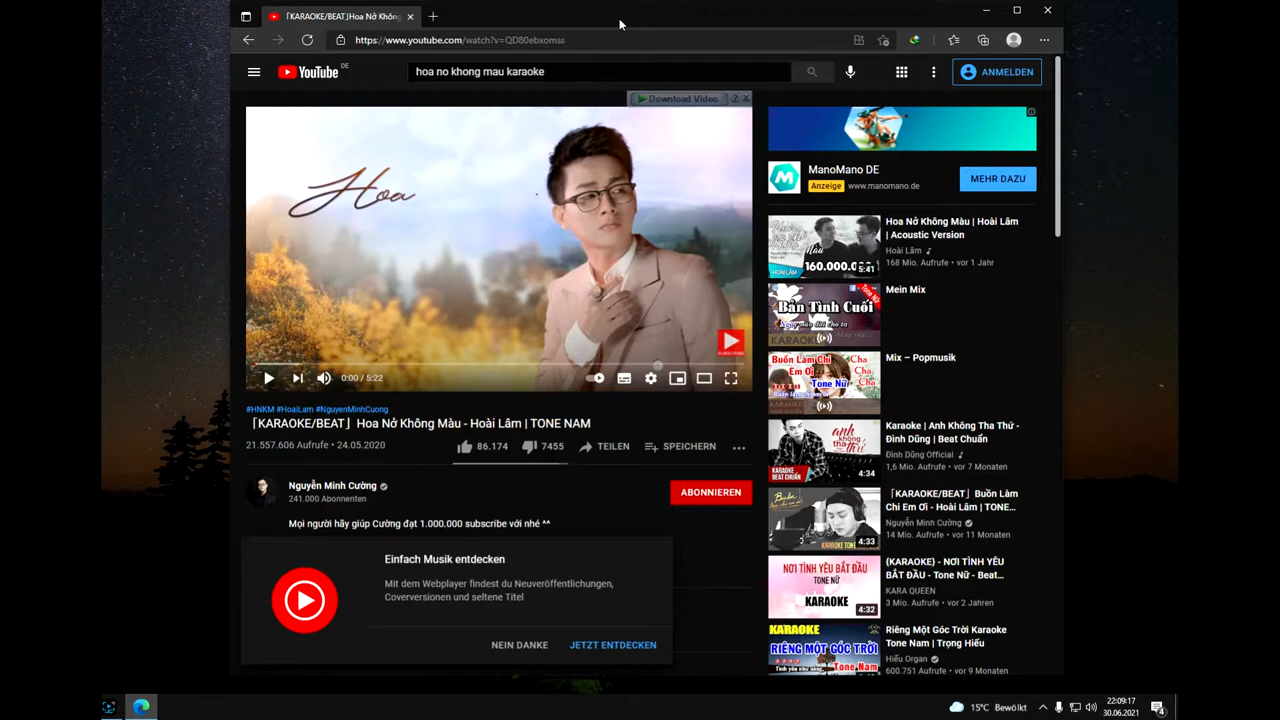 「KARAOKE/BEAT」Hoa Nở Không
https://www.youtube.com/watch?v=QD80ebxomss
YouTube DE
hoa no khong mau karaoke
ANMELDEN
Download Video ?
Hoa
SUBSCRIBE
0:00 / 5:22
#HNKM #HoaiLam #NguyenMinhCuong
「KARAOKE/BEAT」 Hoa Nở Không Màu - Hoài Lâm | TONE NAM
21.557.606 Aufrufe • 24.05.2020
86.174
7455
TEILEN
SPEICHERN
Nguyễn Minh Cường
241.000 Abonnenten
ABONNIEREN
Mọi người hãy giúp Cường đạt 1.000.000 subscribe với nhé ^^
Einfach Musik entdecken
Mit dem Webplayer findest du Neuveröffentlichungen,
Coverversionen und seltene Titel
NEIN DANKE
JETZT ENTDECKEN
ManoMano DE
Anzeige www.manomano.de
MEHR DAZU
160.000.0
HOÀI LÂM
5:41
Hoa Nở Không Màu | Hoài Lâm
| Acoustic Version
Hoài Lâm
168 Mio. Aufrufe • vor 1 Jahr
Tone Nữ
Bản Tình Cuối
KARAOKE
Mein Mix
Buồn Làm Chi
Em Ơi
Tone Nữ
Cha
Cha
Cha
Mix – Popmusik
anh
không
tha thứ
KARAOKE
BEAT CHUẨN
4:34
Karaoke | Anh Không Tha Thứ -
Đình Dũng | Beat Chuẩn
Đình Dũng Official
1,6 Mio. Aufrufe • vor 7 Monaten
4:33
「KARAOKE/BEAT」 Buồn Làm
Chi Em Ơi - Hoài Lâm | TONE...
Nguyễn Minh Cường
14 Mio. Aufrufe • vor 11 Monaten
NƠI TÌNH YÊU
BẮT ĐẦU
TONE NỮ
KARAOKE
4:32
(KARAOKE) - NƠI TÌNH YÊU
BẮT ĐẦU - Tone Nữ - Beat...
KARA QUEEN
3 Mio. Aufrufe • vor 2 Jahren
KARAOKE
RIÊNG MỘT GÓC TRỜI
Tone Nam
Riêng Một Góc Trời Karaoke
Tone Nam | Trọng Hiếu
Hiếu Organ
600.751 Aufrufe • vor 9 Monaten
15°C Bewölkt
22:09:17
30.06.2021
4